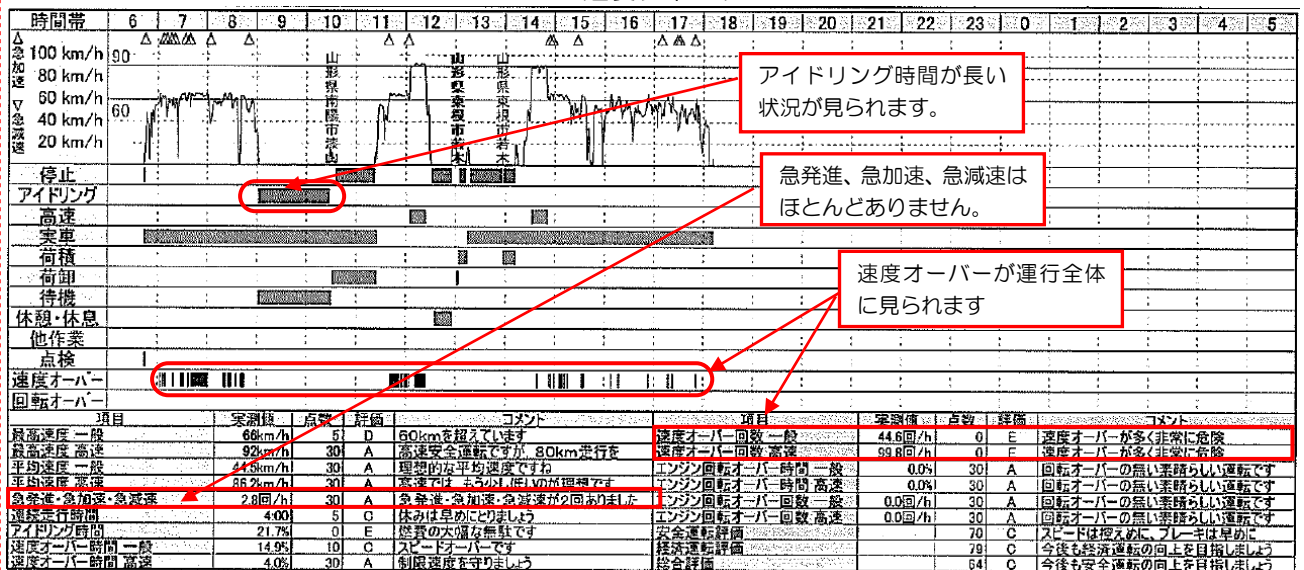 時間帯 6 7 8 9 10 11 12 13 14 15 16 17 18 19 20 21 22 23 0 1 2 3 4 5
△急加速 ▽急減速
100 km/h 90
80 km/h
60 km/h 60
40 km/h
20 km/h
山形県南陽市漆山
山形県東根市若木
山形県東根市若木
アイドリング時間が長い
状況が見られます。
急発進、急加速、急減速は
ほとんどありません。
速度オーバーが運行全体
に見られます
停止
アイドリング
高速
実車
荷積
荷卸
待機
休憩・休息
他作業
点検
速度オーバー
回転オーバー
項目 実測値 点数 評価 コメント 項目 実測値 点数 評価 コメント
最高速度 一般 66km/h 5 D 60kmを超えています 速度オーバー回数 一般 44.6回/h 0 E 速度オーバーが多く非常に危険
最高速度 高速 92km/h 30 A 高速安全運転ですが、80km走行を 速度オーバー回数 高速 99.8回/h 0 E 速度オーバーが多く非常に危険
平均速度 一般 44.5km/h 30 A 理想的な平均速度ですね エンジン回転オーバー時間 一般 0.0% 30 A 回転オーバーの無い素晴らしい運転です
平均速度 高速 86.2km/h 30 A 高速では、もう少し低いのが理想です エンジン回転オーバー時間 高速 0.0% 30 A 回転オーバーの無い素晴らしい運転です
急発進・急加速・急減速 2.8回/h 30 A 急発進・急加速・急減速が2回ありました エンジン回転オーバー回数 一般 0.0回/h 30 A 回転オーバーの無い素晴らしい運転です
連続走行時間 4:00 5 C 休みは早めにとりましょう エンジン回転オーバー回数 高速 0.0回/h 30 A 回転オーバーの無い素晴らしい運転です
アイドリング時間 21.7% 0 E 燃費の大幅な無駄です 安全運転評価 70 C スピードは控えめに、ブレーキは早めに
速度オーバー時間 一般 14.9% 10 C スピードオーバーです 経済運転評価 79 C 今後も経済運転の向上を目指しましょう
速度オーバー時間 高速 4.0% 30 A 制限速度を守りましょう 総合評価 64 C 今後も安全運転の向上を目指しましょう